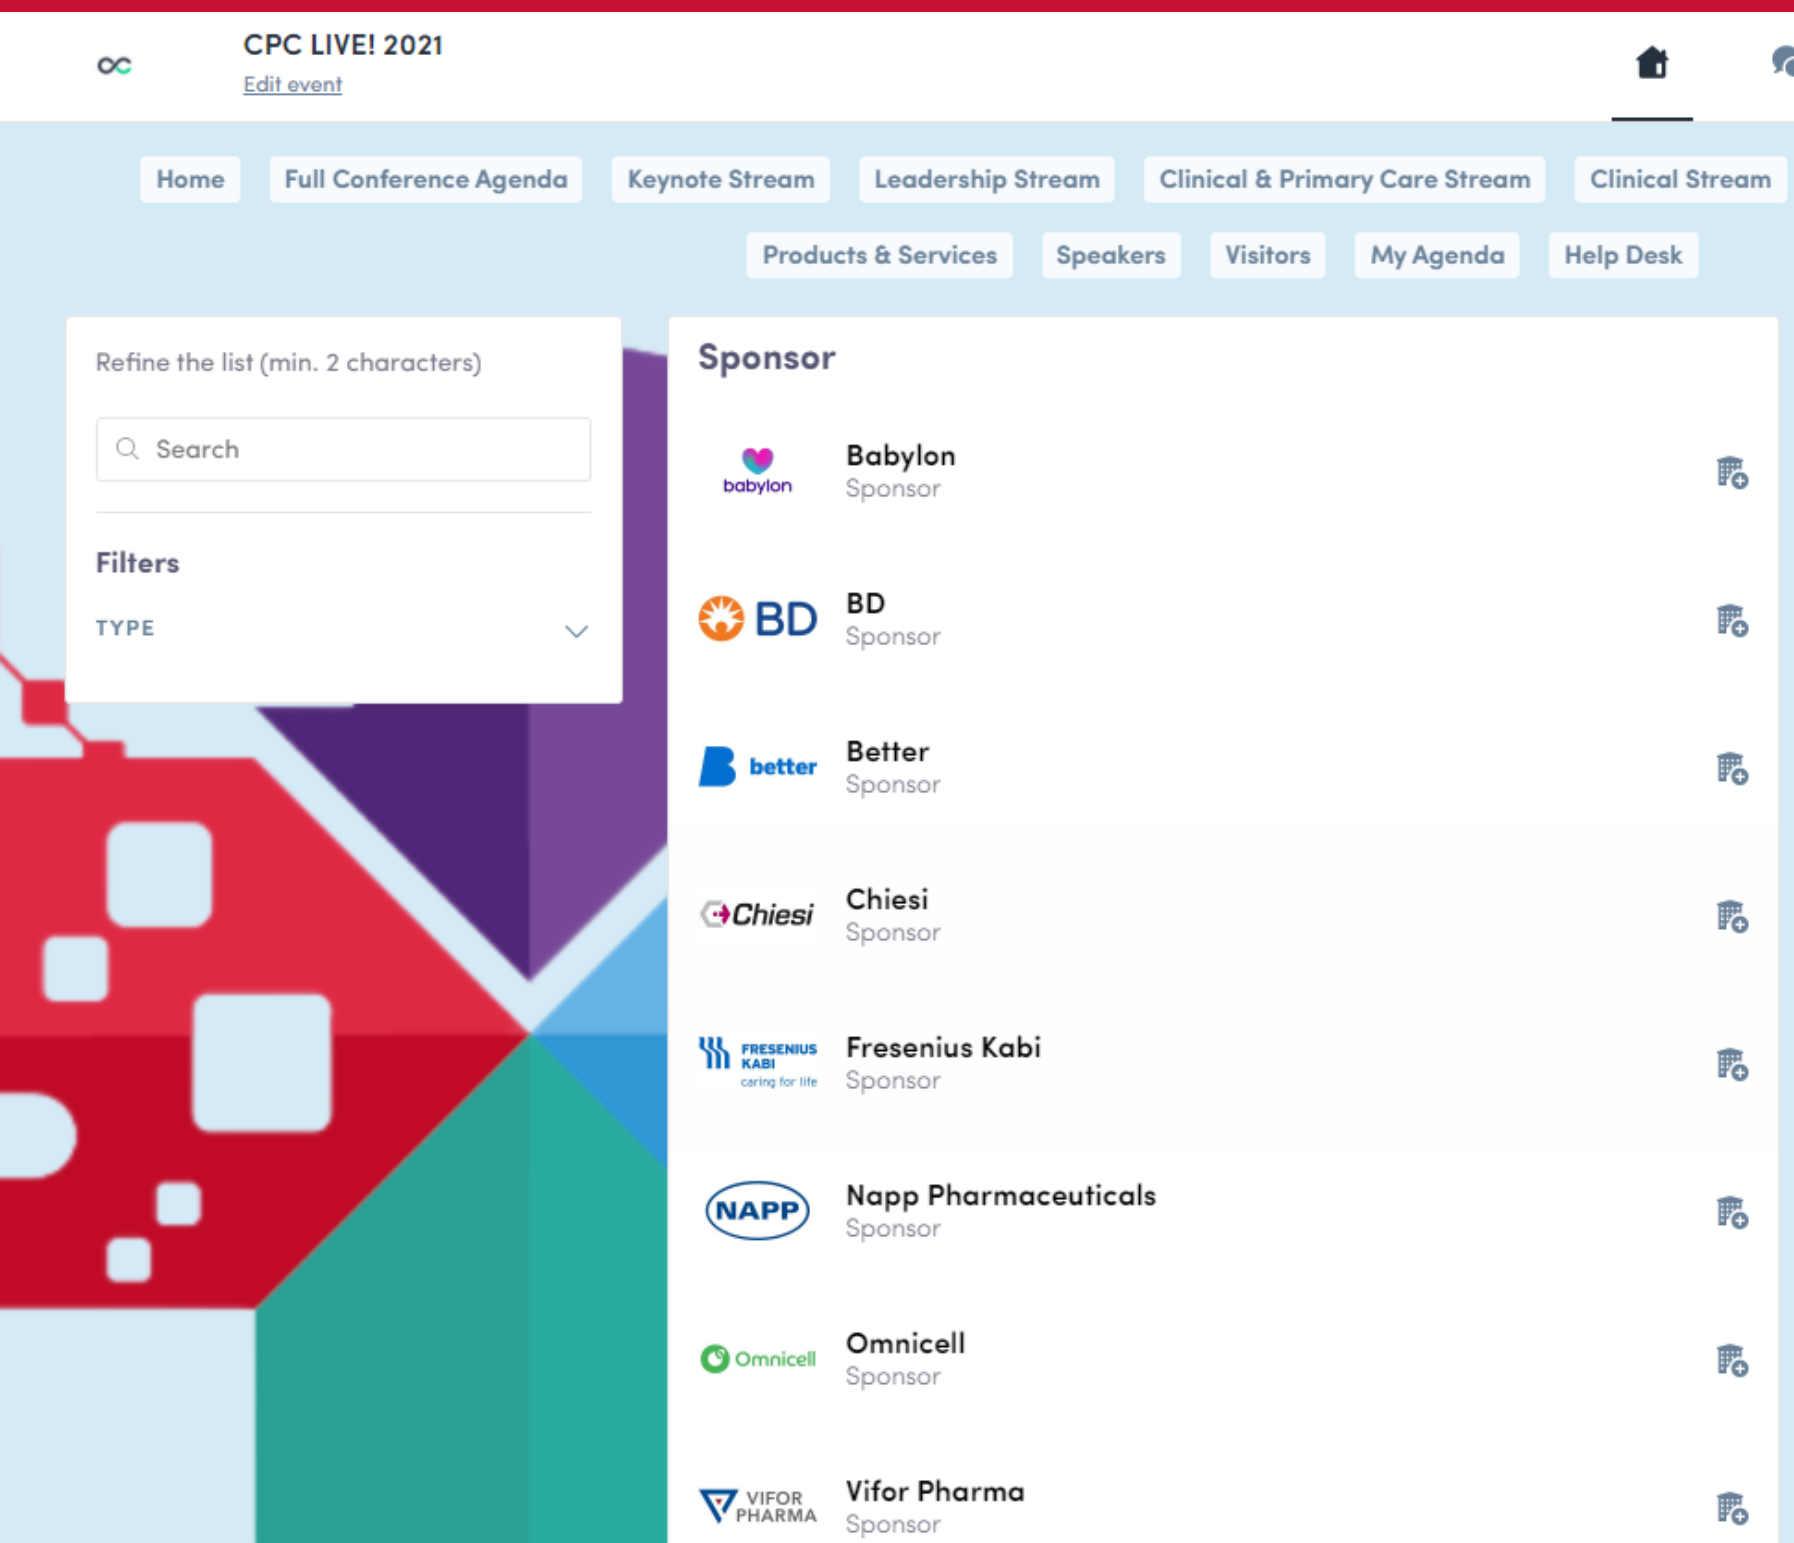 CPC LIVE! 2021
Edit event
Home Full Conference Agenda Keynote Stream Leadership Stream Clinical & Primary Care Stream Clinical Stream
Products & Services Speakers Visitors My Agenda Help Desk
Refine the list (min. 2 characters)
Search
Filters
TYPE
Sponsor
babylon
Babylon
Sponsor
BD
BD
Sponsor
better
Better
Sponsor
Chiesi
Chiesi
Sponsor
FRESENIUS
KABI
caring for life
Fresenius Kabi
Sponsor
NAPP
Napp Pharmaceuticals
Sponsor
Omnicell
Omnicell
Sponsor
VIFOR
PHARMA
Vifor Pharma
Sponsor